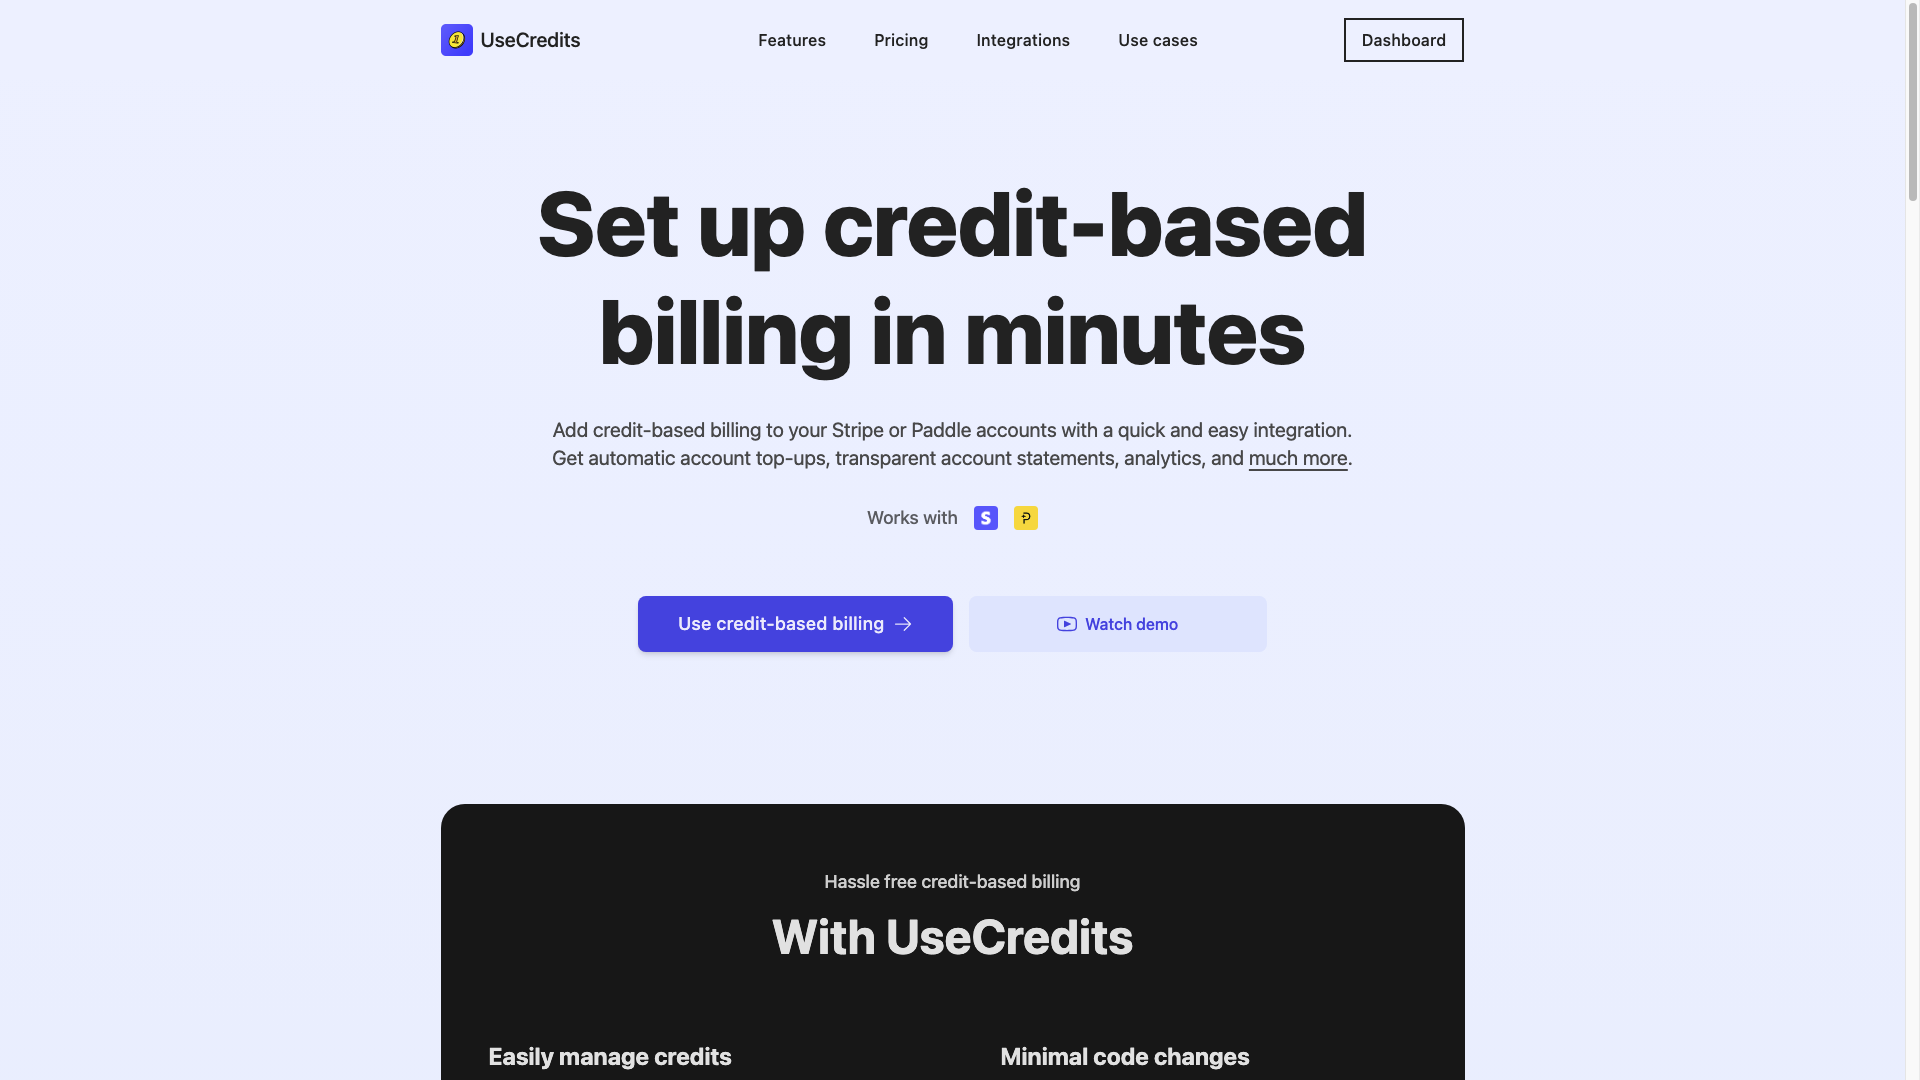 UseCredits
Features
Pricing
Integrations
Use cases
Dashboard
Set up credit-based
billing in minutes
Add credit-based billing to your Stripe or Paddle accounts with a quick and easy integration.
Get automatic account top-ups, transparent account statements, analytics, and much more.
Works with
Use credit-based billing
Watch demo
Hassle free credit-based billing
With UseCredits
Easily manage credits
Minimal code changes